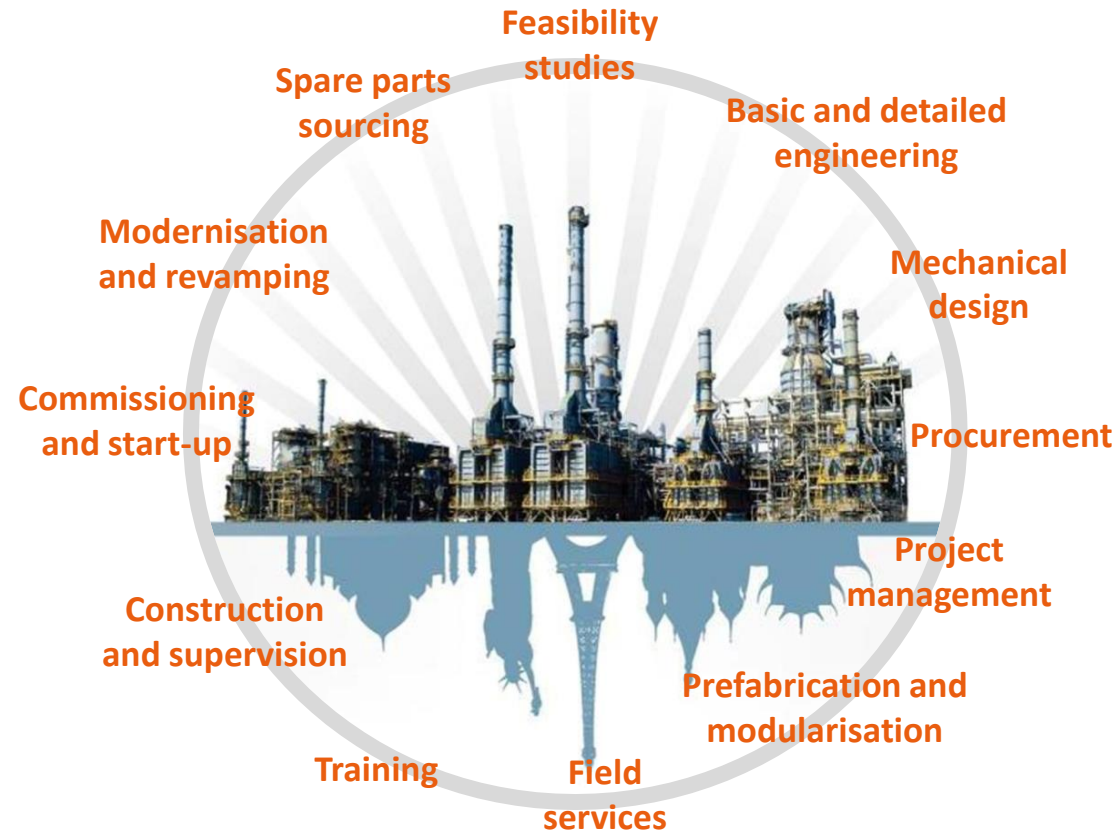 Feasibility
studies
Basic and detailed
engineering
Mechanical
design
Procurement
Project
management
Prefabrication and
modularisation
Field
services
Training
Construction
and supervision
Commissioning
and start-up
Modernisation
and revamping
Spare parts
sourcing